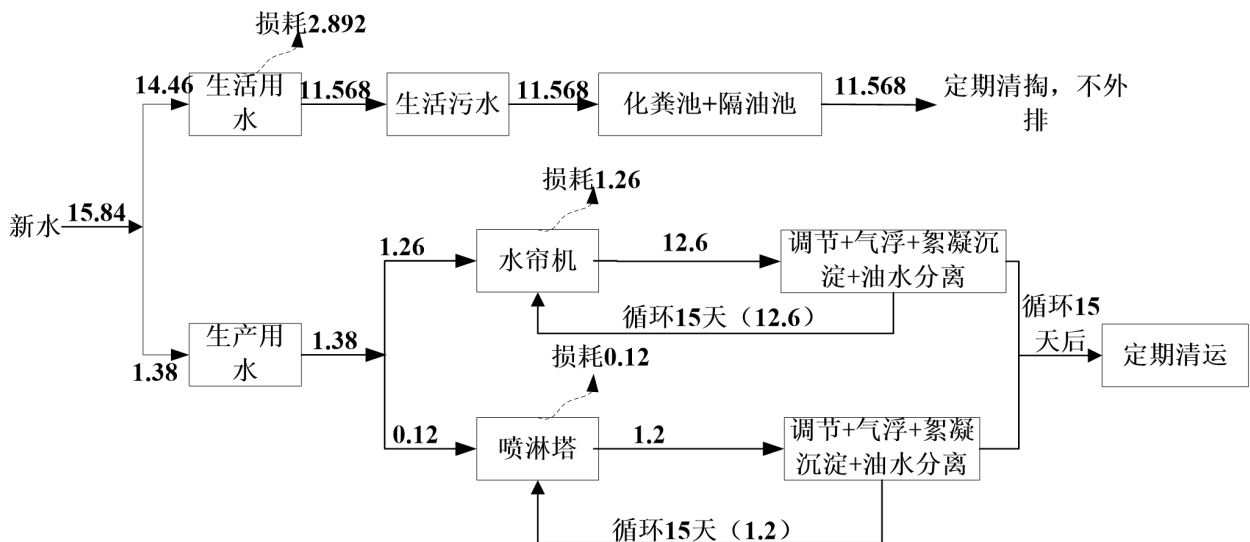 损耗2.892
14.46
生活用
水
11.568
生活污水
11.568
化粪池+隔油池
11.568
定期清掏，不外
排
新水
15.84
损耗1.26
1.26
水帘机
12.6
调节+气浮+絮凝沉
淀+油水分离
循环15天（12.6）
循环15
天后
定期清运
生产用
水
1.38
1.38
损耗0.12
0.12
喷淋塔
1.2
调节+气浮+絮凝
沉淀+油水分离
循环15天（1.2）